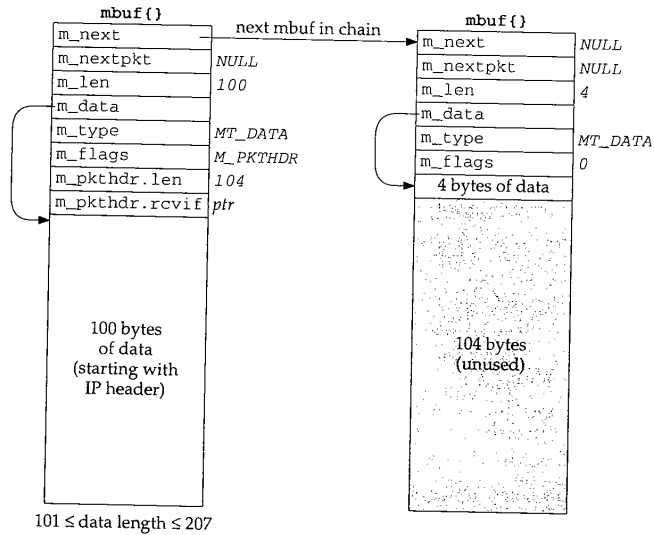 mbuf{}
m_next
m_nextpkt NULL
m_len 100
m_data
m_type MT_DATA
m_flags M_PKTHDR
m_pkthdr.len 104
m_pkthdr.rcvif ptr
100 bytes
of data
(starting with
IP header)
101 ≤ data length ≤ 207
next mbuf in chain
mbuf{}
m_next NULL
m_nextpkt NULL
m_len 4
m_data
m_type MT_DATA
m_flags 0
4 bytes of data
104 bytes
(unused)